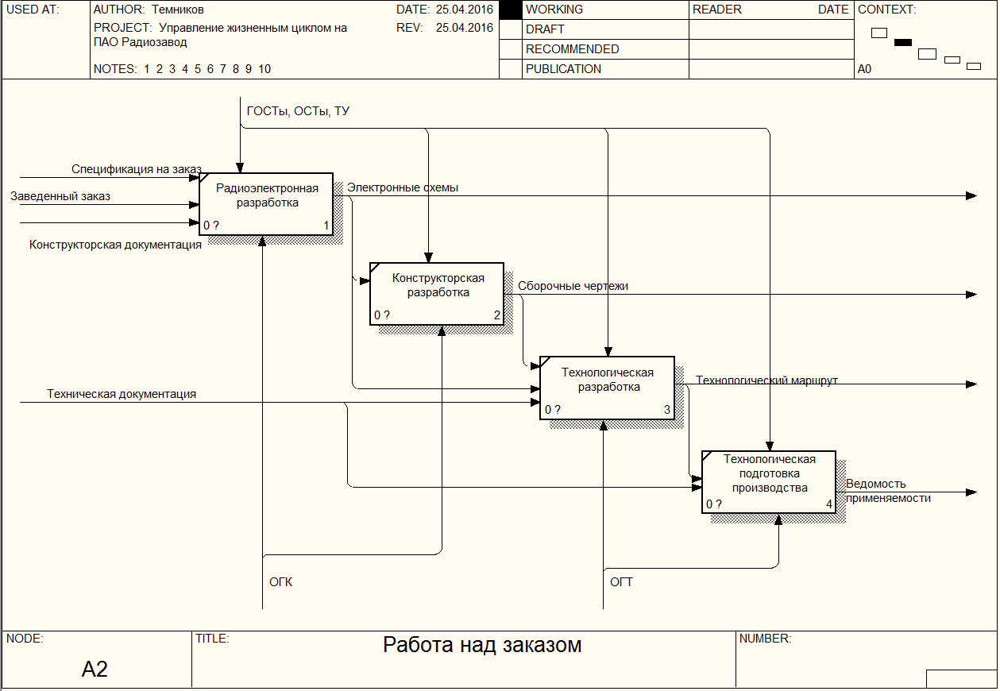 USED AT:
AUTHOR: Темников
DATE: 25.04.2016
PROJECT: Управление жизненным циклом на
ПАО Радиозавод
REV: 25.04.2016
NOTES: 1 2 3 4 5 6 7 8 9 10
WORKING
DRAFT
RECOMMENDED
PUBLICATION
READER
DATE
CONTEXT:
A0
ГОСТы, ОСТы, ТУ
Спецификация на заказ
Заведенный заказ
Конструкторская документация
Радиоэлектронная
разработка
0 ?
1
Электронные схемы
Конструкторская
разработка
0 ?
2
Сборочные чертежи
Техническая документация
Технологическая
разработка
0 ?
3
Технологический маршрут
Технологическая
подготовка
производства
0 ?
4
Ведомость
применяемости
ОГК
ОГТ
NODE:
A2
TITLE:
Работа над заказом
NUMBER: